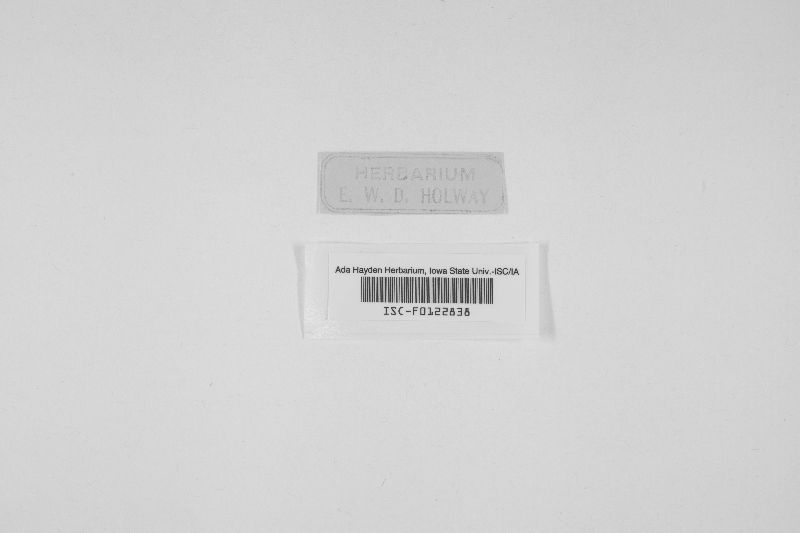 HERBARIUM
E. W. D. HOLWAY
Ada Hayden Herbarium, Iowa State Univ.-ISC/IA
ISC-F0122838